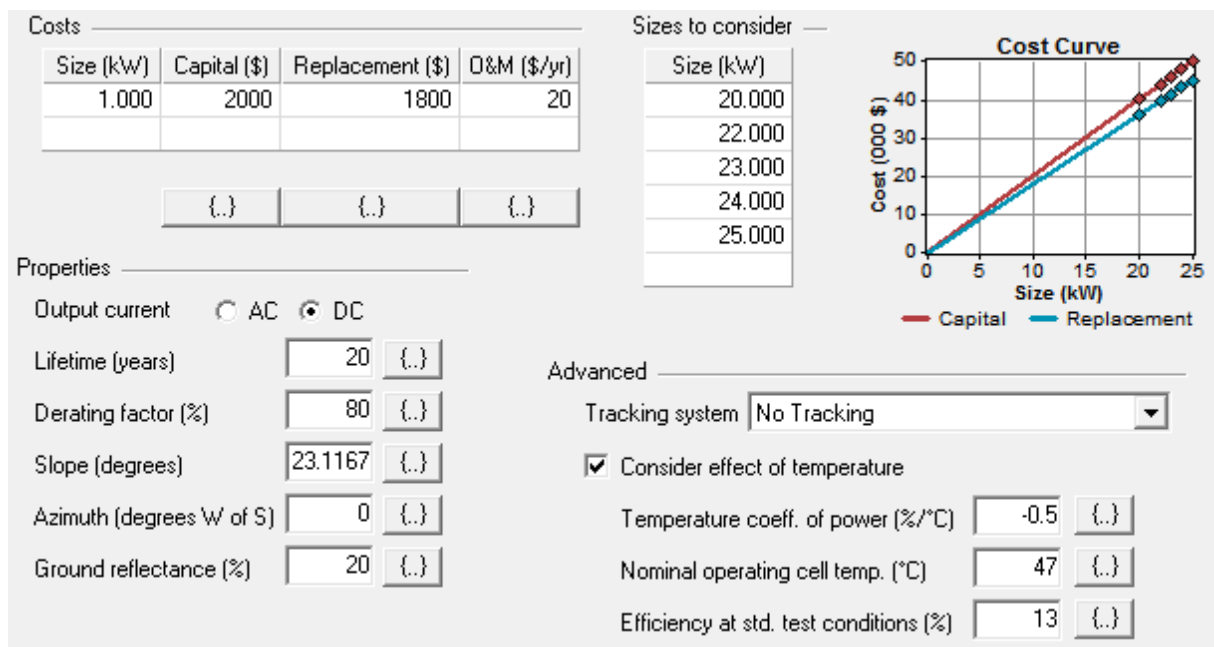 Costs
Size (kW) Capital ($) Replacement ($) O&M ($/yr)
1.000 2000 1800 20
{..} {..} {..}
Sizes to consider
Size (kW)
20.000
22.000
23.000
24.000
25.000
Cost Curve
Cost (000 $)
50
40
30
20
10
0
0 5 10 15 20 25
Size (kW)
Capital Replacement
Properties
Output current AC DC
Lifetime (years) 20 {..}
Derating factor (%) 80 {..}
Slope (degrees) 23.1167 {..}
Azimuth (degrees W of S) 0 {..}
Ground reflectance (%) 20 {..}
Advanced
Tracking system No Tracking
Consider effect of temperature
Temperature coeff. of power (%/°C) -0.5 {..}
Nominal operating cell temp. (°C) 47 {..}
Efficiency at std. test conditions (%) 13 {..}